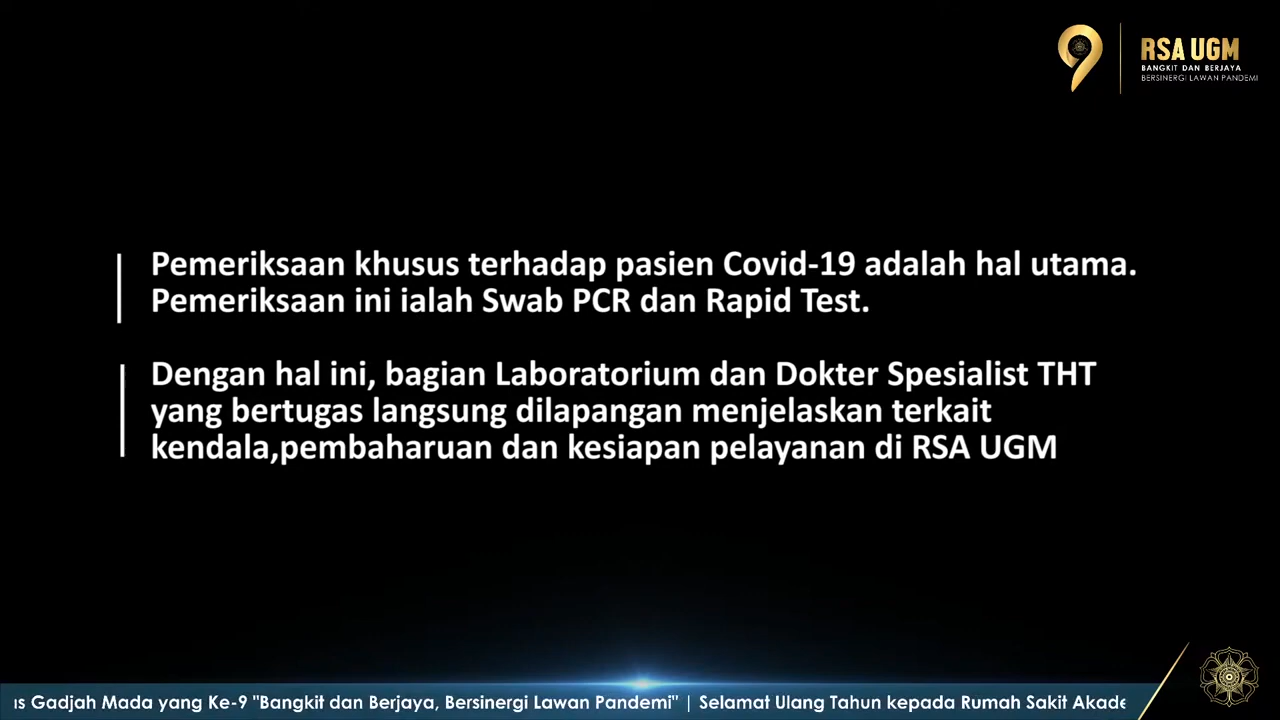 9
RSA UGM
BANGKIT DAN BERJAYA
BERSINERGI LAWAN PANDEMI
Pemeriksaan khusus terhadap pasien Covid-19 adalah hal utama.
Pemeriksaan ini ialah Swab PCR dan Rapid Test.
Dengan hal ini, bagian Laboratorium dan Dokter Spesialist THT
yang bertugas langsung dilapangan menjelaskan terkait
kendala,pembaharuan dan kesiapan pelayanan di RSA UGM
Gadjah Mada yang Ke-9 "Bangkit dan Berjaya, Bersinergi Lawan Pandemi" | Selamat Ulang Tahun kepada Rumah Sakit